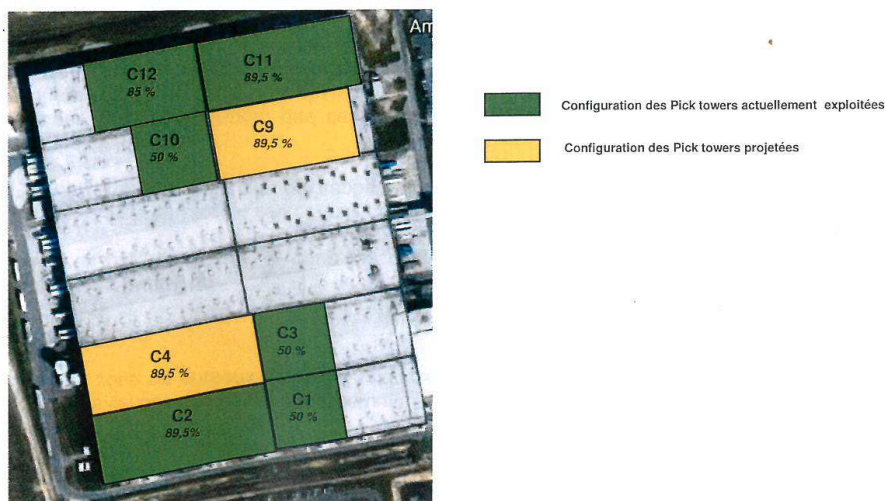 Am
C12
85 %
C11
89,5 %
C10
50 %
C9
89,5 %
C4
89,5 %
C3
50 %
C2
89,5%
C1
50 %
Configuration des Pick towers actuellement exploitées
Configuration des Pick towers projetées